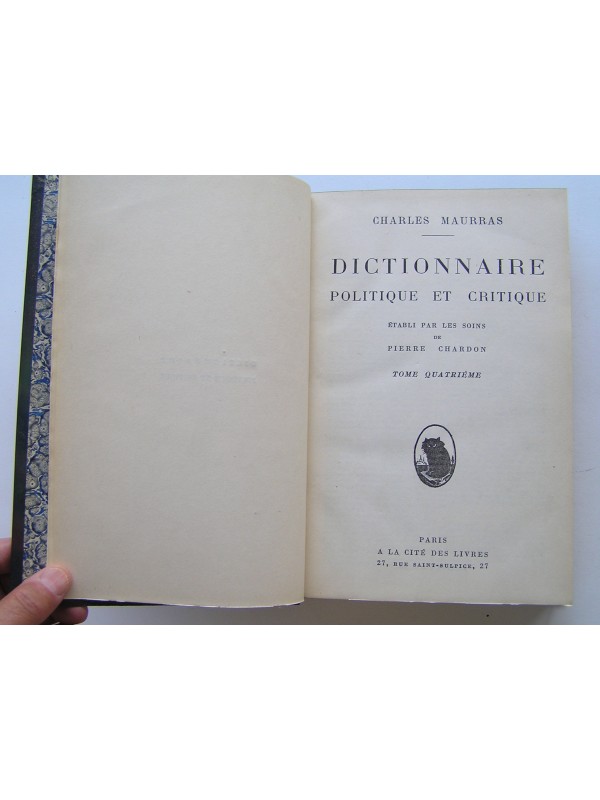 CHARLES MAURRAS
DICTIONNAIRE
POLITIQUE ET CRITIQUE
ÉTABLI PAR LES SOINS
DE
PIERRE CHARDON
TOME QUATRIÉME
PARIS
A LA CITÉ DES LIVRES
27, RUE SAINT-SULPICE, 27